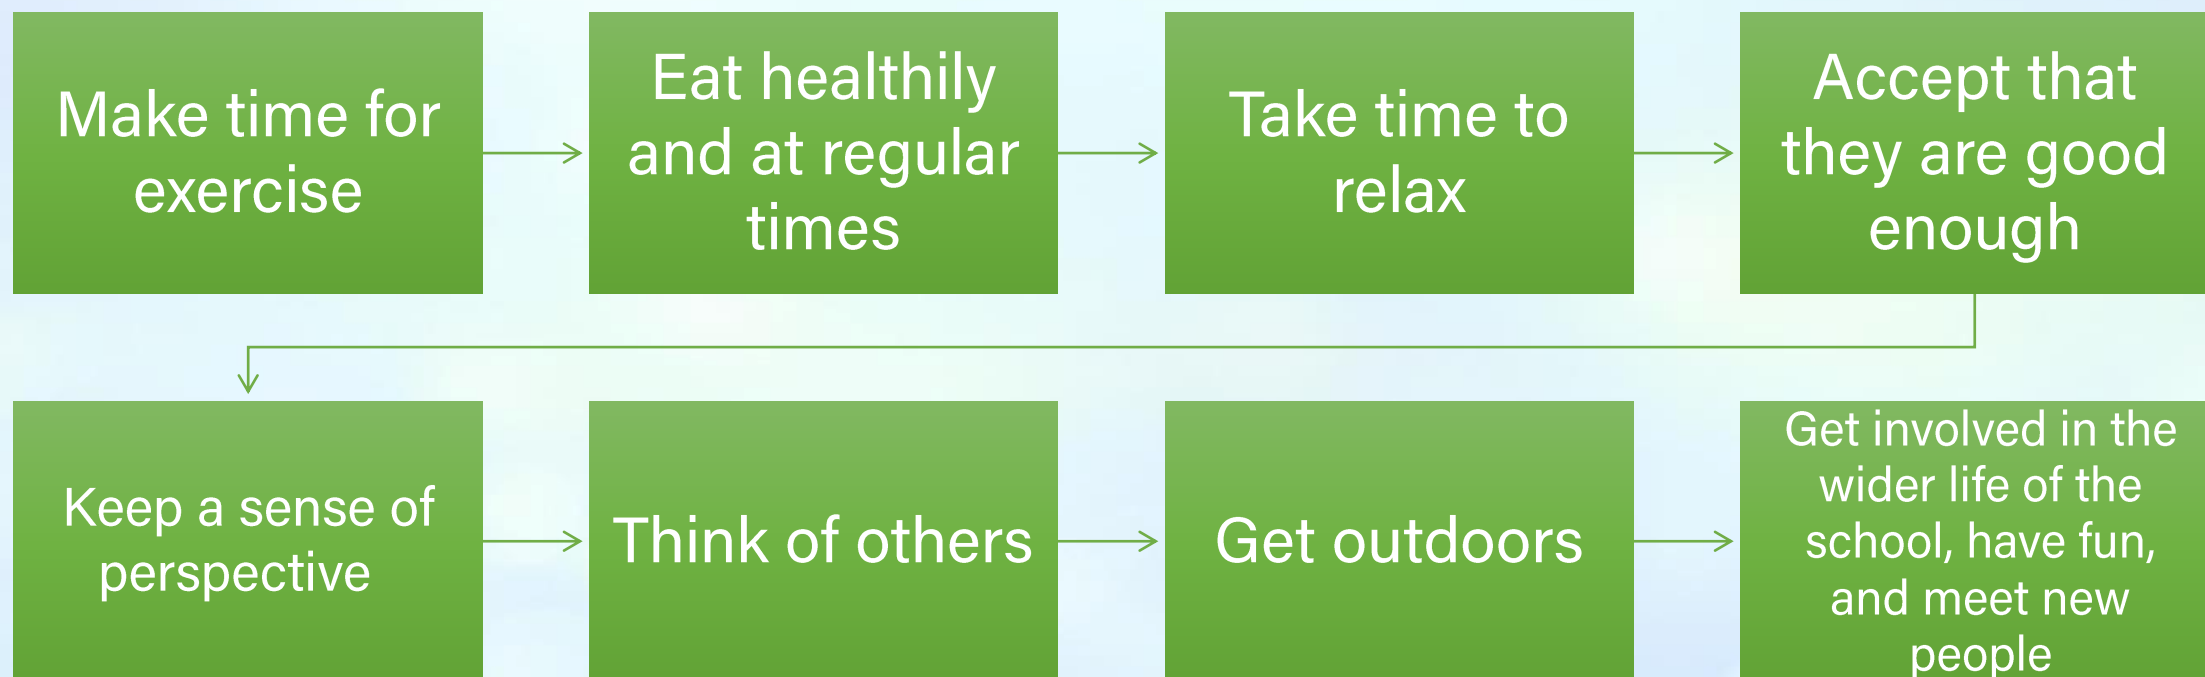 Make time for
exercise
Eat healthily
and at regular
times
Take time to
relax
Accept that
they are good
enough
Keep a sense of
perspective
Think of others
Get outdoors
Get involved in the
wider life of the
school, have fun,
and meet new
people